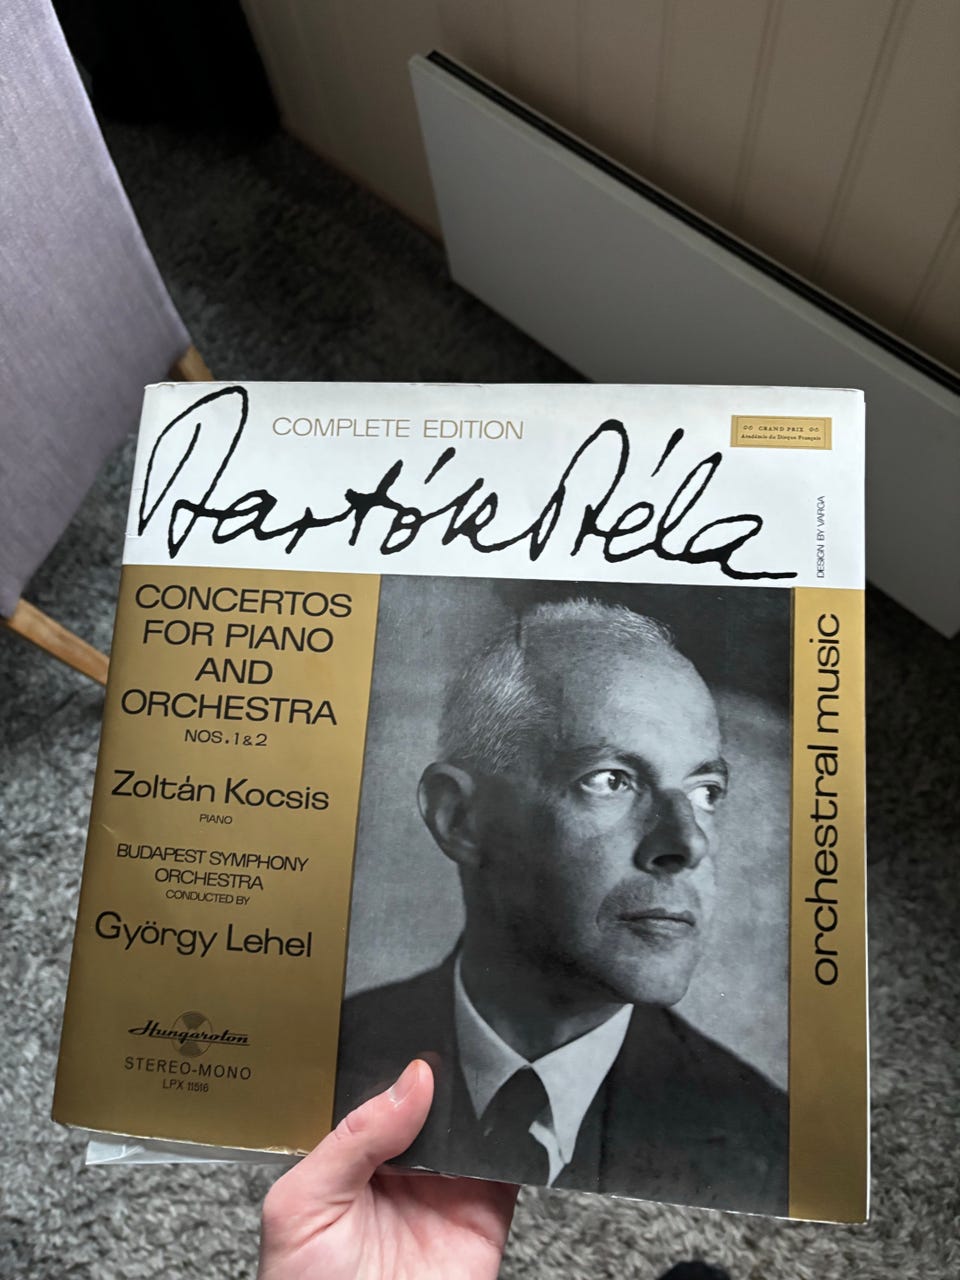 COMPLETE EDITION
GRAND PRIX
Académie du Disque Français
Bartók Béla
DESIGN BY VARGA
CONCERTOS
FOR PIANO
AND
ORCHESTRA
NOS. 1 & 2
Zoltán Kocsis
PIANO
BUDAPEST SYMPHONY
ORCHESTRA
CONDUCTED BY
György Lehel
Hungaroton
STEREO-MONO
LPX 11516
orchestral music